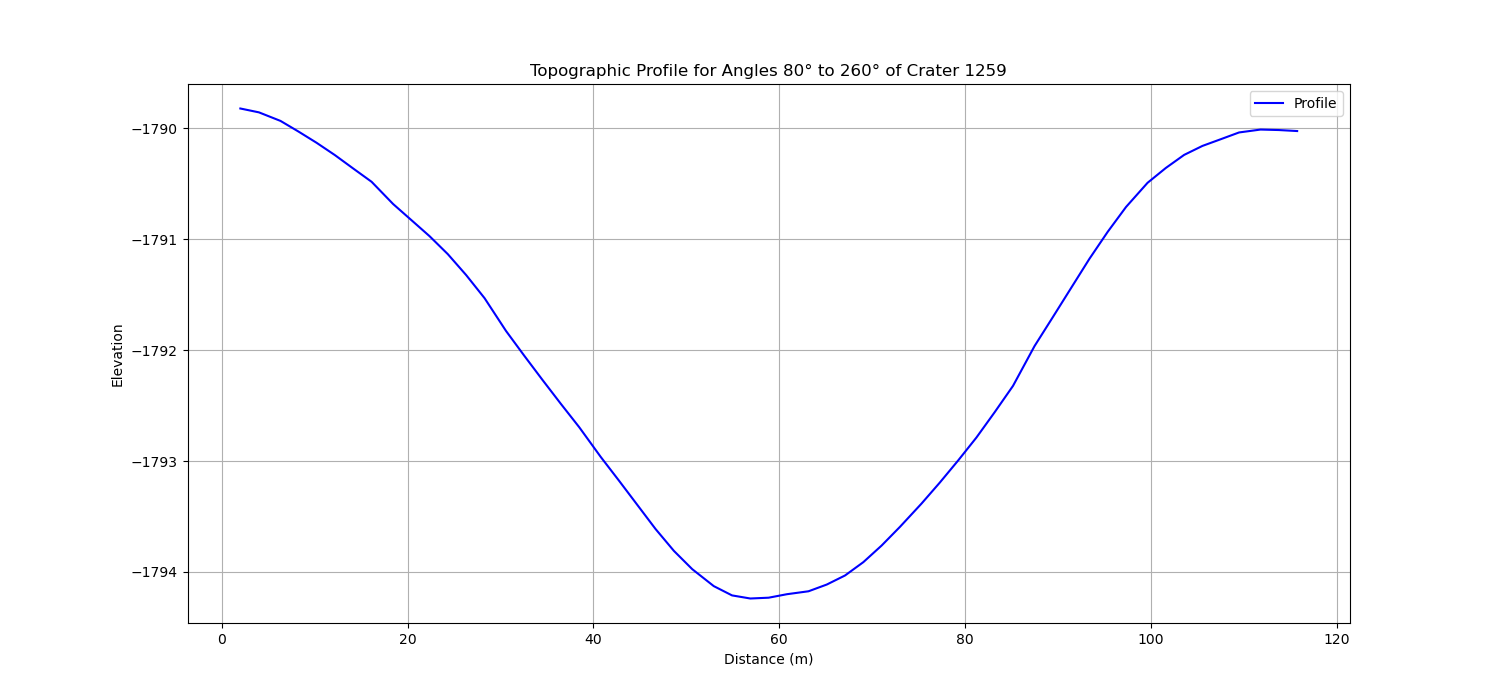 Topographic Profile for Angles 80° to 260° of Crater 1259
Profile
−1790
−1791
−1792
−1793
−1794
Elevation
0 20 40 60 80 100 120
Distance (m)